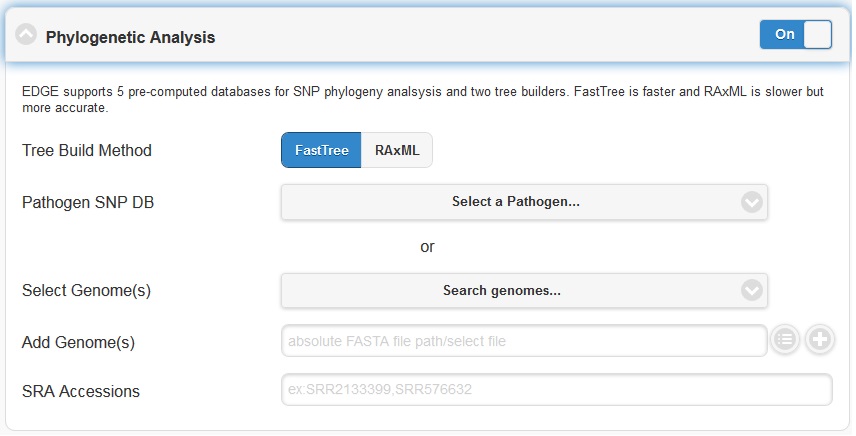 Phylogenetic Analysis
On
EDGE supports 5 pre-computed databases for SNP phylogeny analsysis and two tree builders. FastTree is faster and RAxML is slower but
more accurate.
Tree Build Method
FastTree RAxML
Pathogen SNP DB
Select a Pathogen...
or
Select Genome(s)
Search genomes...
Add Genome(s)
absolute FASTA file path/select file
SRA Accessions
ex:SRR2133399,SRR576632